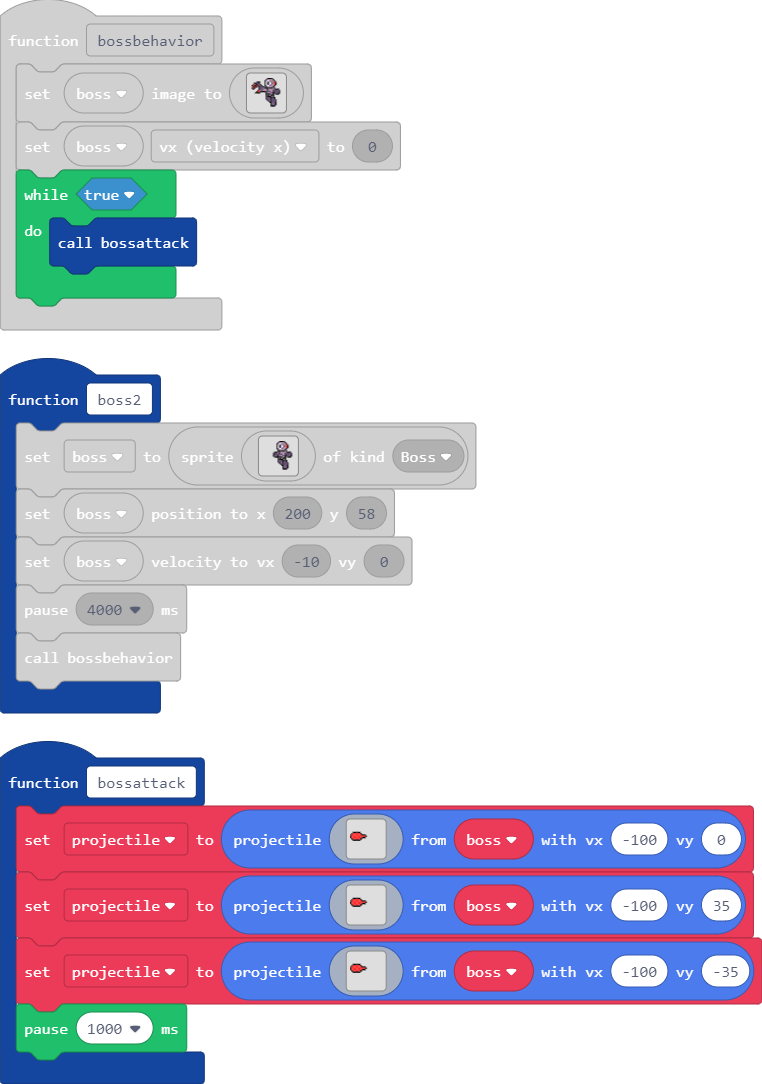 function bossbehavior
set boss image to
set boss vx (velocity x) to 0
while true
do
call bossattack
function boss2
set boss to sprite of kind Boss
set boss position to x 200 y 58
set boss velocity to vx -10 vy 0
pause 4000 ms
call bossbehavior
function bossattack
set projectile to projectile from boss with vx -100 vy 0
set projectile to projectile from boss with vx -100 vy 35
set projectile to projectile from boss with vx -100 vy -35
pause 1000 ms